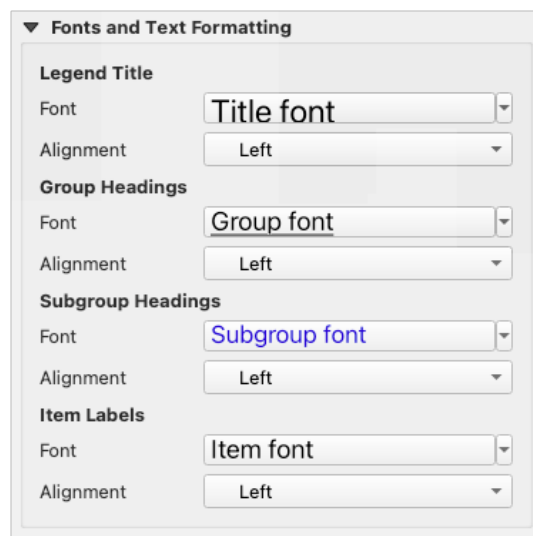 Fonts and Text Formatting
Legend Title
Font Title font
Alignment Left
Group Headings
Font Group font
Alignment Left
Subgroup Headings
Font Subgroup font
Alignment Left
Item Labels
Font Item font
Alignment Left